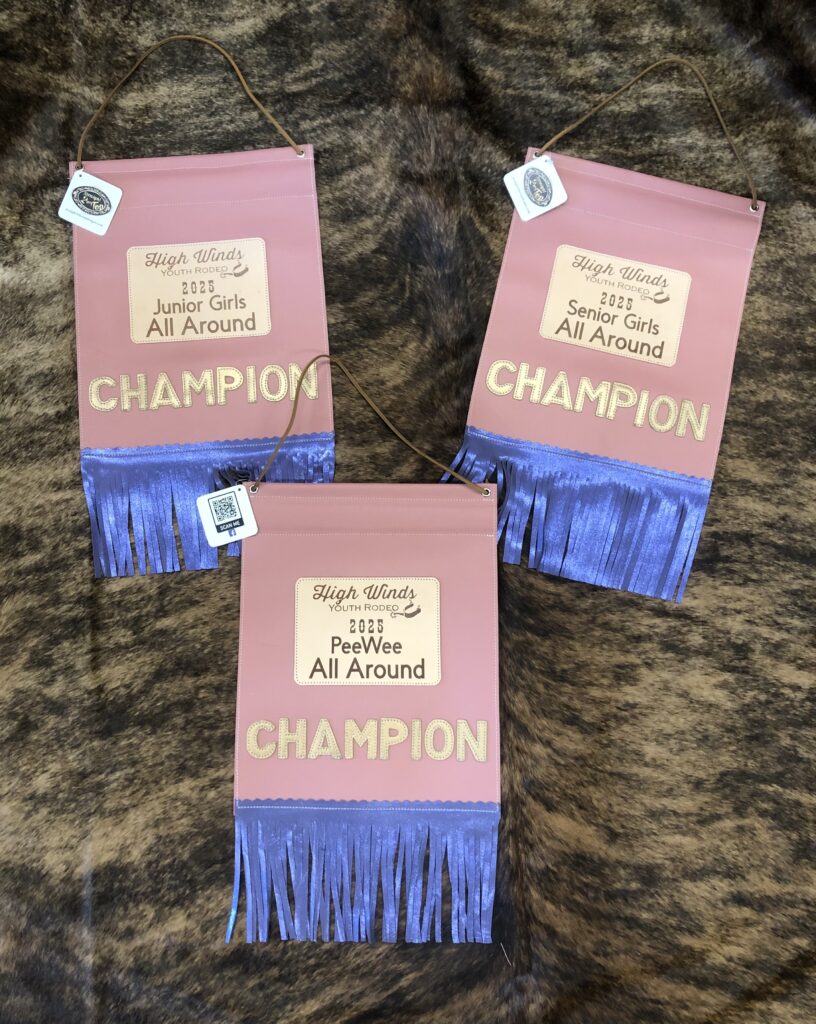 High Winds
Youth Rodeo
2025
Junior Girls
All Around
CHAMPION
High Winds
Youth Rodeo
2025
Senior Girls
All Around
CHAMPION
SCAN ME
High Winds
Youth Rodeo
2025
PeeWee
All Around
CHAMPION